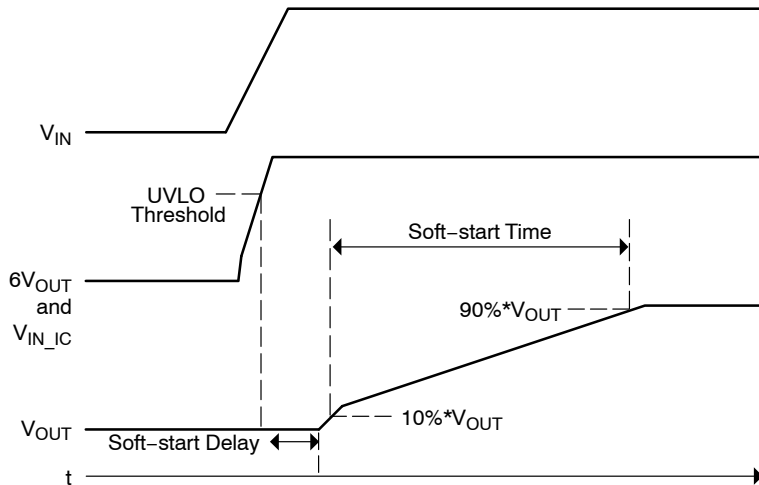 V_IN
UVLO
Threshold
Soft−start Time
6V_OUT
and
V_IN_IC
90%*V_OUT
10%*V_OUT
V_OUT
Soft−start Delay
t